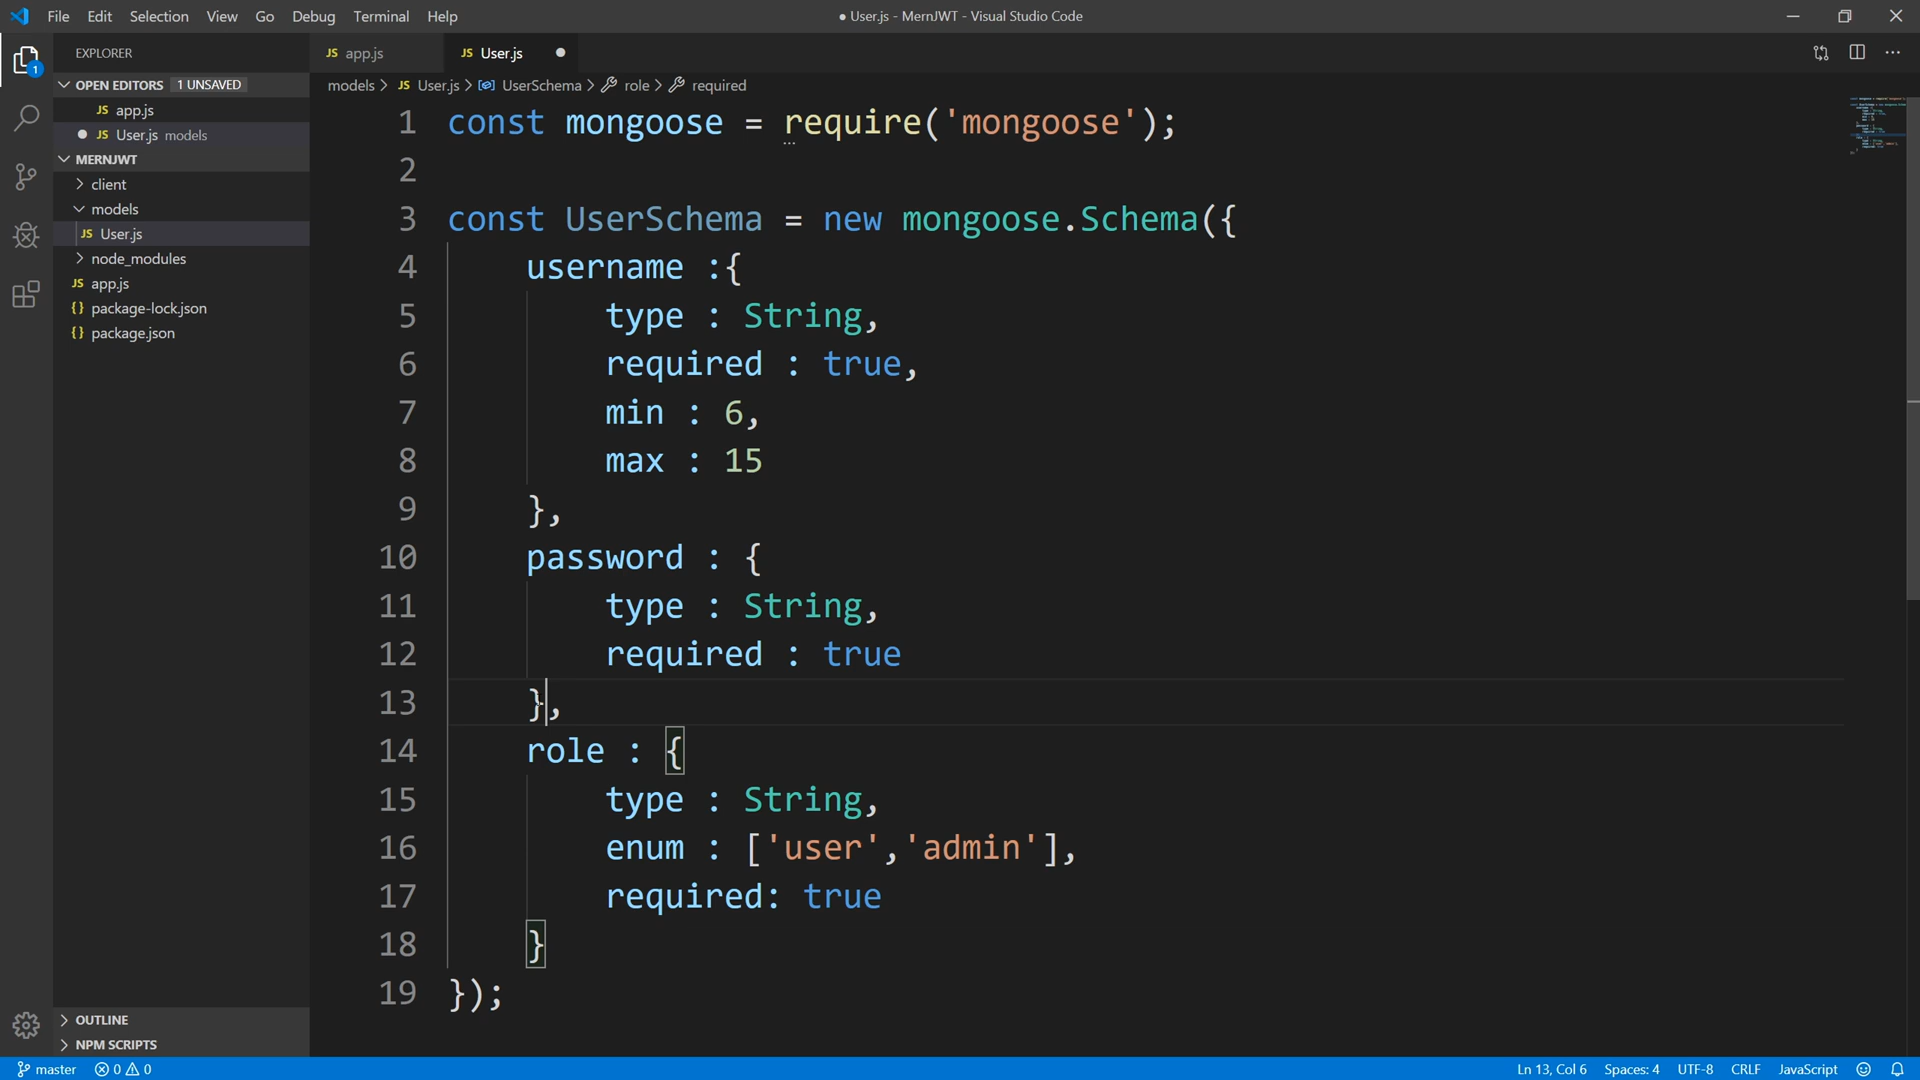 File Edit Selection View Go Debug Terminal Help
● User.js - MernJWT - Visual Studio Code
EXPLORER
OPEN EDITORS 1 UNSAVED
JS app.js
JS User.js models
MERNJWT
client
models
JS User.js
node_modules
JS app.js
{} package-lock.json
{} package.json
OUTLINE
NPM SCRIPTS
1
JS app.js
JS User.js
models > JS User.js > UserSchema > role > required
1 const mongoose = require('mongoose');
2
3 const UserSchema = new mongoose.Schema({
4 username :{
5 type : String,
6 required : true,
7 min : 6,
8 max : 15
9 },
10 password : {
11 type : String,
12 required : true
13 },
14 role : {
15 type : String,
16 enum : ['user','admin'],
17 required: true
18 }
19 });
master 0 0 Ln 13, Col 6 Spaces: 4 UTF-8 CRLF JavaScript